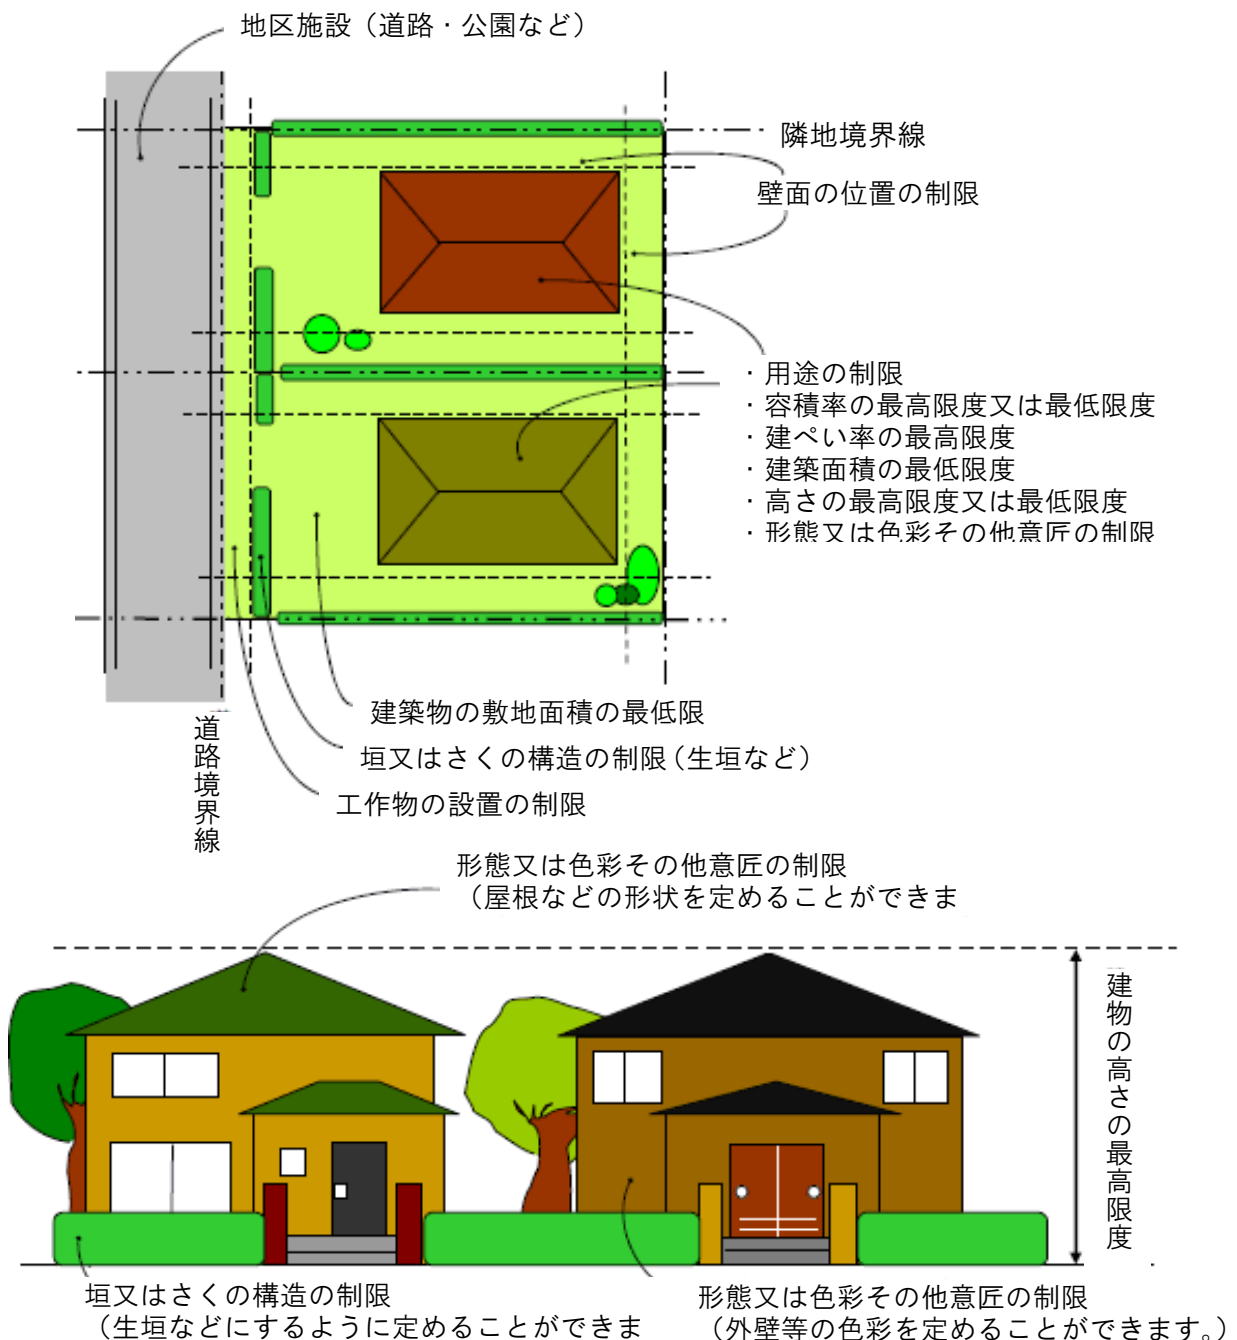 地区施設（道路・公園など）
隣地境界線
壁面の位置の制限
・用途の制限
・容積率の最高限度又は最低限度
・建ぺい率の最高限度
・建築面積の最低限度
・高さの最高限度又は最低限度
・形態又は色彩その他意匠の制限
建築物の敷地面積の最低限
垣又はさくの構造の制限（生垣など）
工作物の設置の制限
道路境界線
形態又は色彩その他意匠の制限
（屋根などの形状を定めることができま
建物の高さの最高限度
垣又はさくの構造の制限
（生垣などにするように定めることができま
形態又は色彩その他意匠の制限
（外壁等の色彩を定めることができます。）